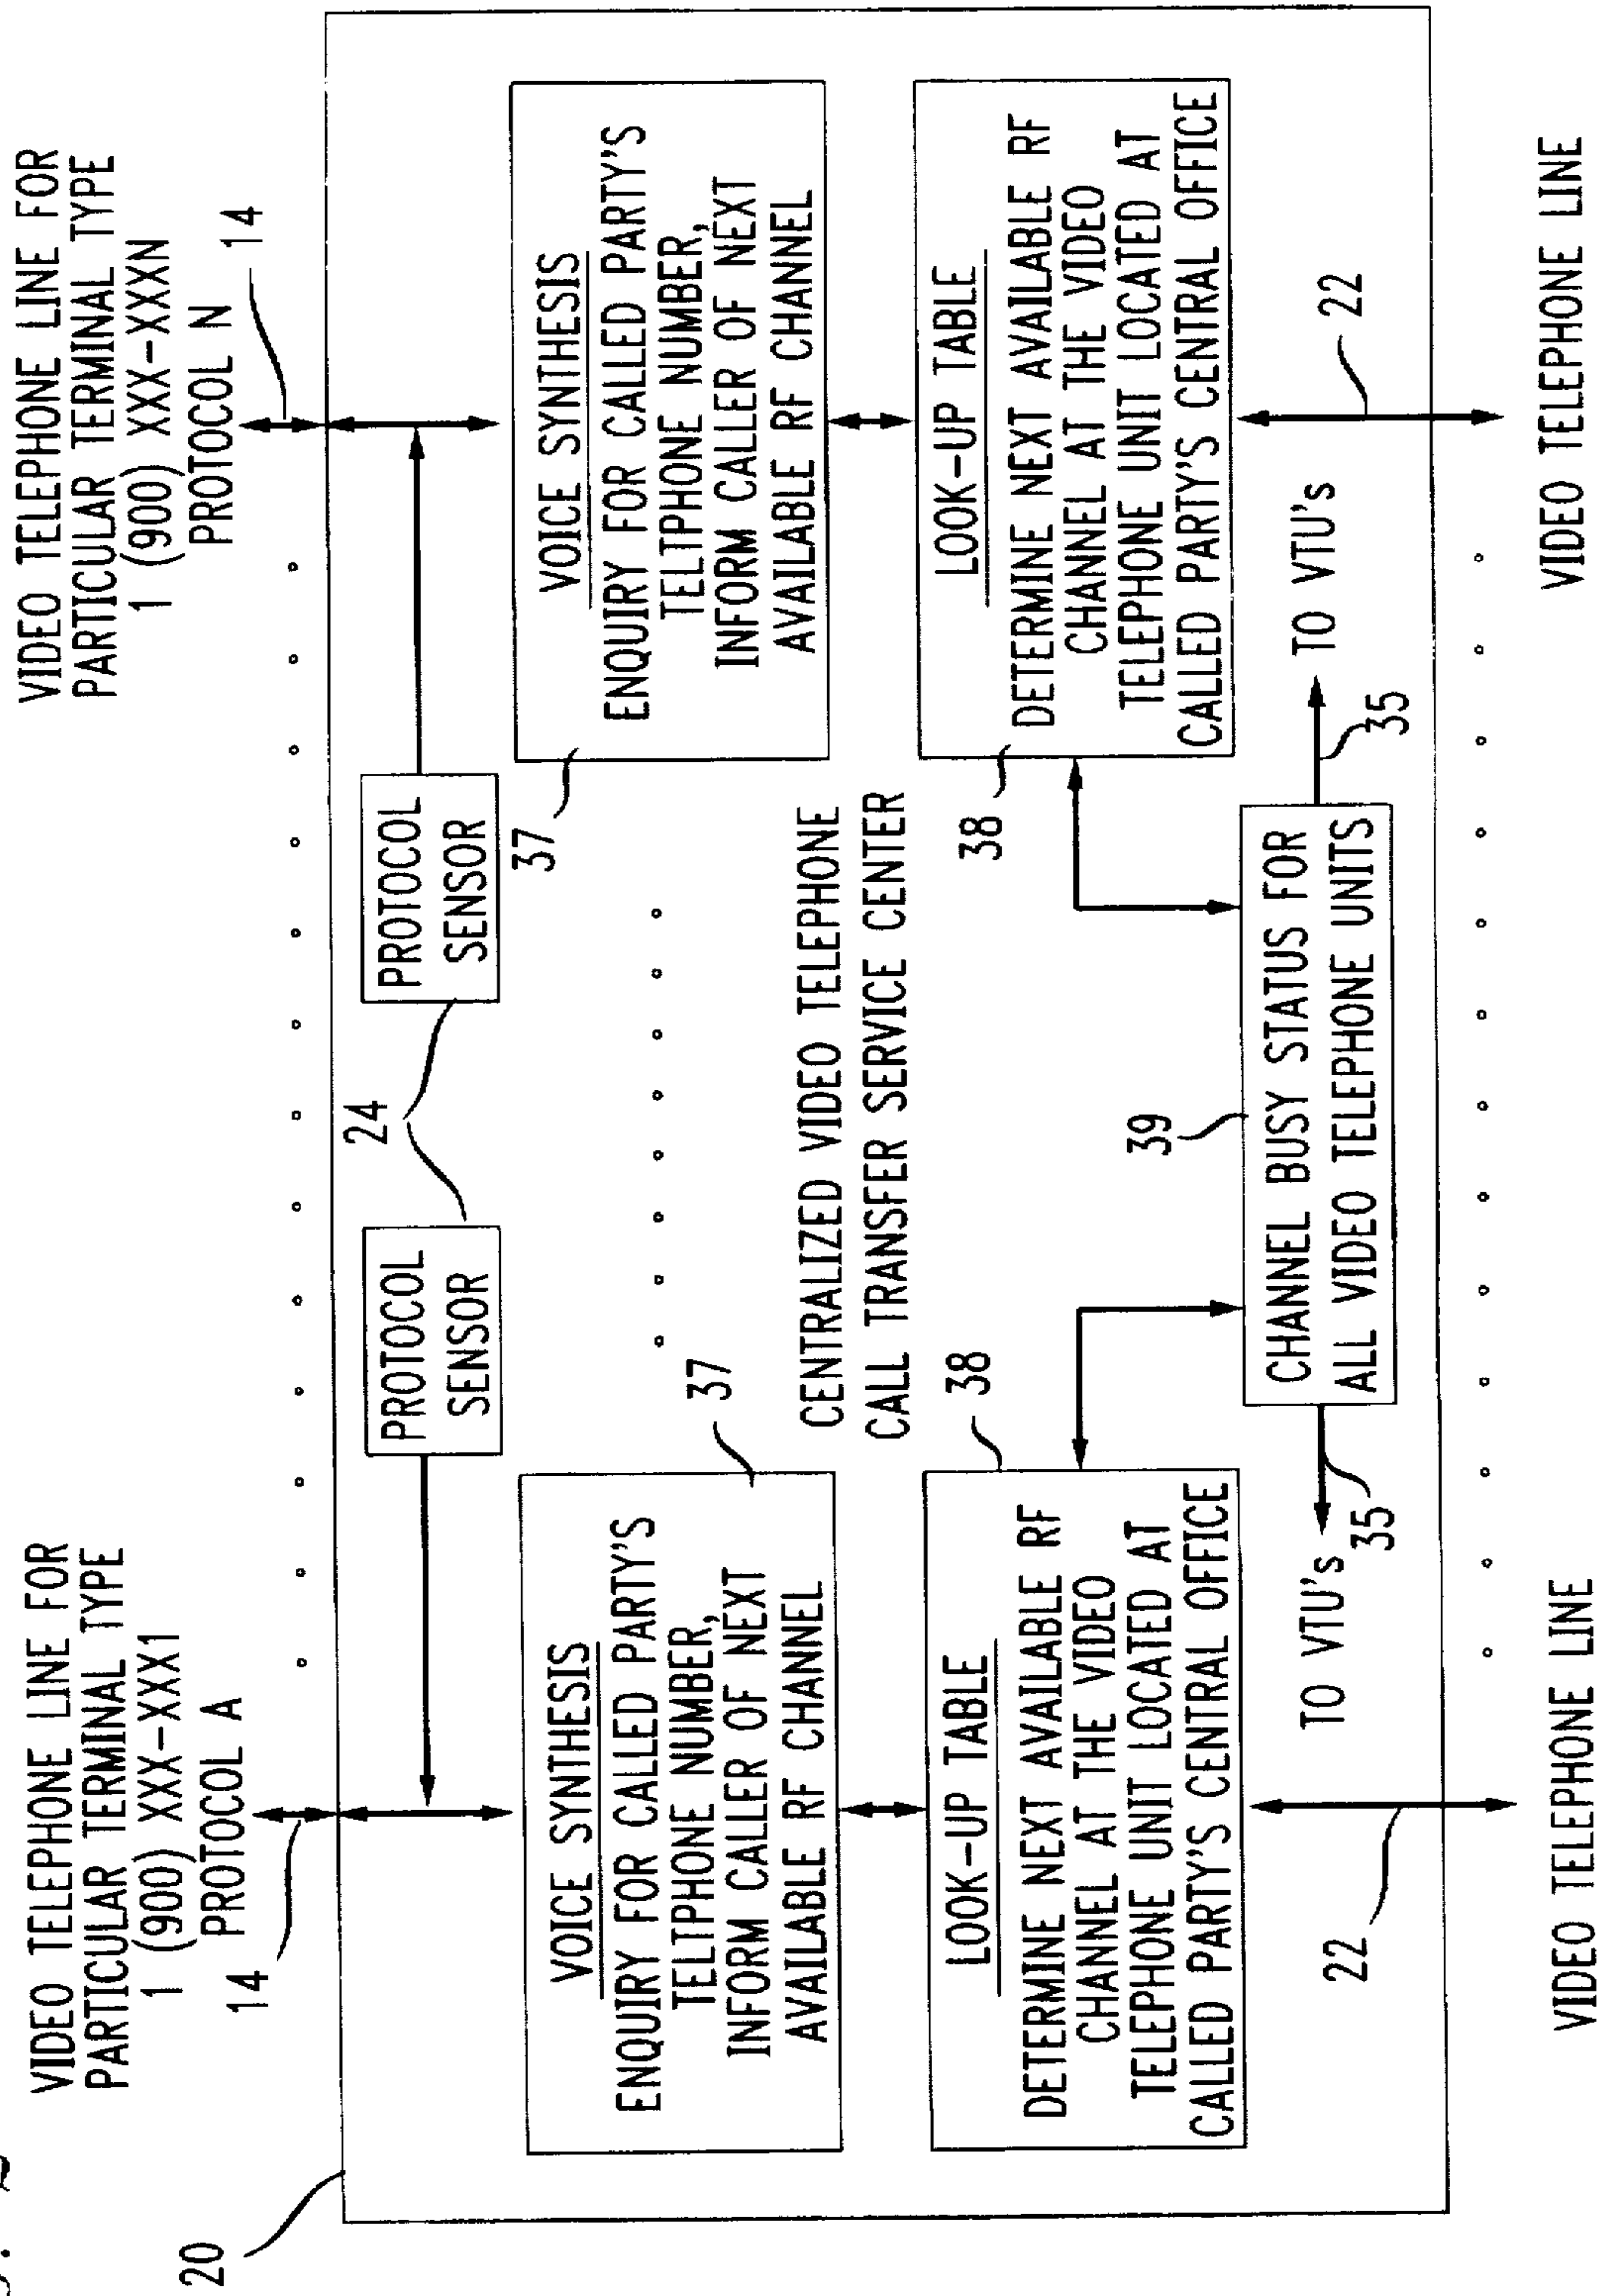 20
VIDEO TELEPHONE LINE FOR
PARTICULAR TERMINAL TYPE
1 (900) XXX-XXX1
PROTOCOL A
14
VIDEO TELEPHONE LINE FOR
PARTICULAR TERMINAL TYPE
1 (900) XXX-XXXN
PROTOCOL N
14
PROTOCOL
SENSOR
24
PROTOCOL
SENSOR
VOICE SYNTHESIS
ENQUIRY FOR CALLED PARTY'S
TELTPHONE NUMBER,
INFORM CALLER OF NEXT
AVAILABLE RF CHANNEL
37
37
VOICE SYNTHESIS
ENQUIRY FOR CALLED PARTY'S
TELTPHONE NUMBER,
INFORM CALLER OF NEXT
AVAILABLE RF CHANNEL
CENTRALIZED VIDEO TELEPHONE
CALL TRANSFER SERVICE CENTER
LOOK-UP TABLE
DETERMINE NEXT AVAILABLE RF
CHANNEL AT THE VIDEO
TELEPHONE UNIT LOCATED AT
CALLED PARTY'S CENTRAL OFFICE
38
38
LOOK-UP TABLE
DETERMINE NEXT AVAILABLE RF
CHANNEL AT THE VIDEO
TELEPHONE UNIT LOCATED AT
CALLED PARTY'S CENTRAL OFFICE
39
CHANNEL BUSY STATUS FOR
ALL VIDEO TELEPHONE UNITS
22
TO VTU's
35
35
TO VTU's
22
VIDEO TELEPHONE LINE
VIDEO TELEPHONE LINE